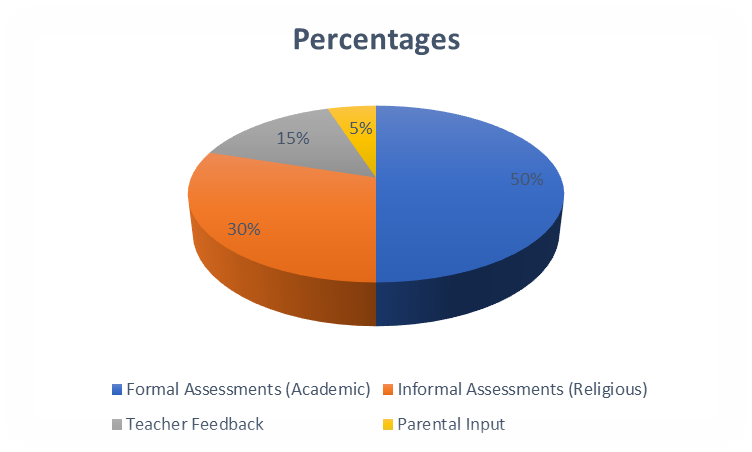 Percentages
5%
15%
50%
30%
Formal Assessments (Academic)
Informal Assessments (Religious)
Teacher Feedback
Parental Input